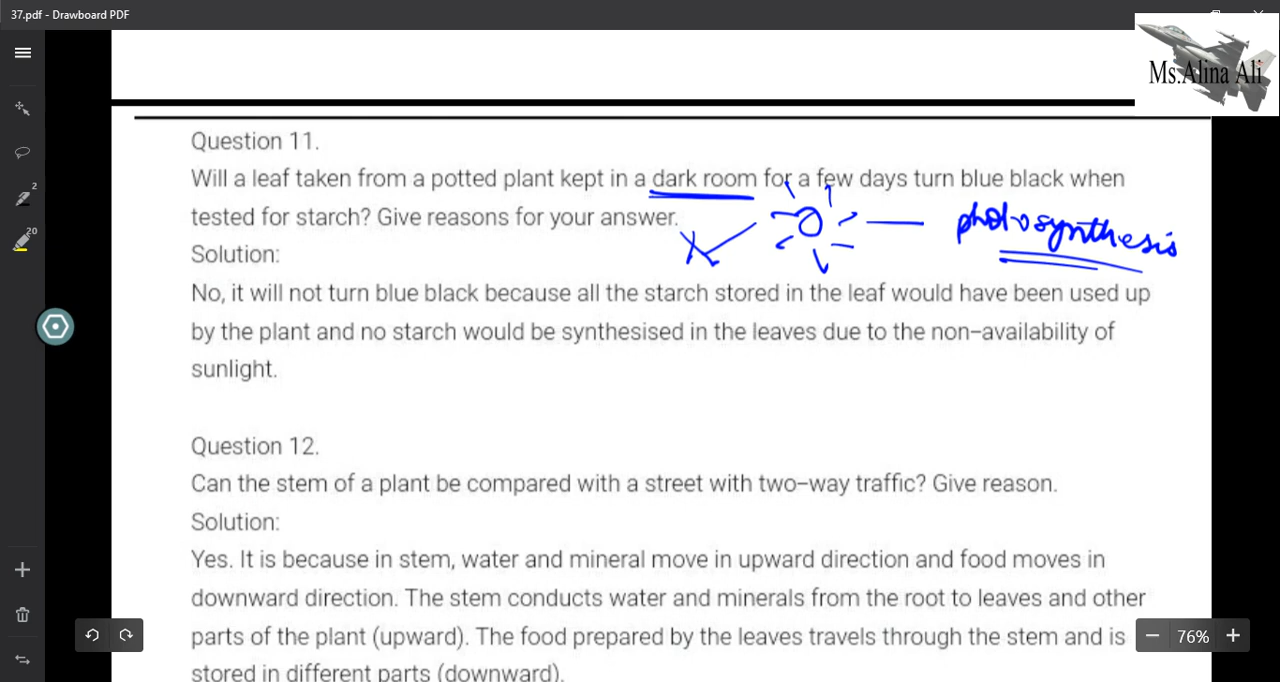 37.pdf - Drawboard PDF
Ms.Alina Ali
Question 11.
Will a leaf taken from a potted plant kept in a dark room for a few days turn blue black when
tested for starch? Give reasons for your answer.
photosynthesis
Solution:
No, it will not turn blue black because all the starch stored in the leaf would have been used up
by the plant and no starch would be synthesised in the leaves due to the non-availability of
sunlight.
Question 12.
Can the stem of a plant be compared with a street with two-way traffic? Give reason.
Solution:
Yes. It is because in stem, water and mineral move in upward direction and food moves in
downward direction. The stem conducts water and minerals from the root to leaves and other
parts of the plant (upward). The food prepared by the leaves travels through the stem and is
stored in different parts (downward).
2
20
76%